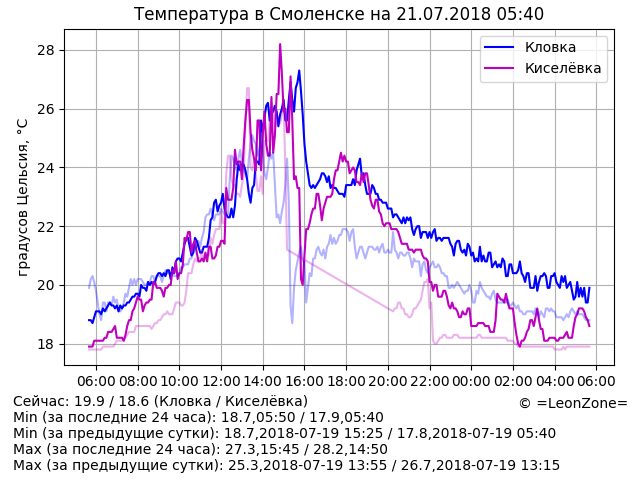 Температура в Смоленске на 21.07.2018 05:40
Кловка
Киселёвка
градусов Цельсия, °C
28
26
24
22
20
18
06:00 08:00 10:00 12:00 14:00 16:00 18:00 20:00 22:00 00:00 02:00 04:00 06:00
Сейчас: 19.9 / 18.6 (Кловка / Киселёвка)
© =LeonZone=
Min (за последние 24 часа): 18.7,05:50 / 17.9,05:40
Min (за предыдущие сутки): 18.7,2018-07-19 15:25 / 17.8,2018-07-19 05:40
Max (за последние 24 часа): 27.3,15:45 / 28.2,14:50
Max (за предыдущие сутки): 25.3,2018-07-19 13:55 / 26.7,2018-07-19 13:15